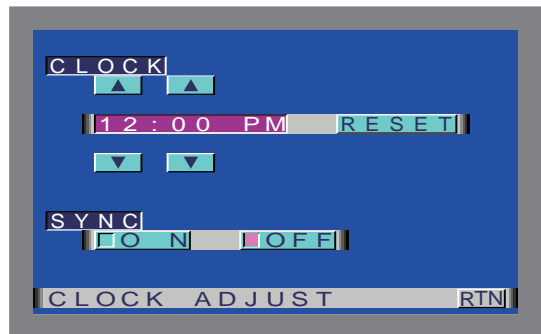 CLOCK
▲ ▲
12:00 PM RESET
▼ ▼
SYNC
ON OFF
CLOCK ADJUST RTN